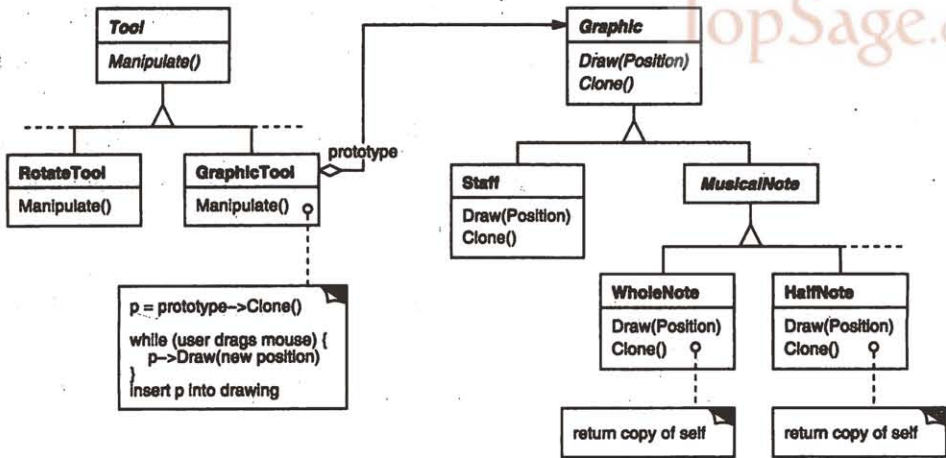 Tool
Manipulate()
Graphic
Draw(Position)
Clone()
TopSage.
prototype
RotateTool
Manipulate()
GraphicTool
Manipulate()
Staff
Draw(Position)
Clone()
MusicalNote
p = prototype->Clone()
while (user drags mouse) {
p->Draw(new position)
}
insert p into drawing
WholeNote
Draw(Position)
Clone()
HalfNote
Draw(Position)
Clone()
return copy of self
return copy of self